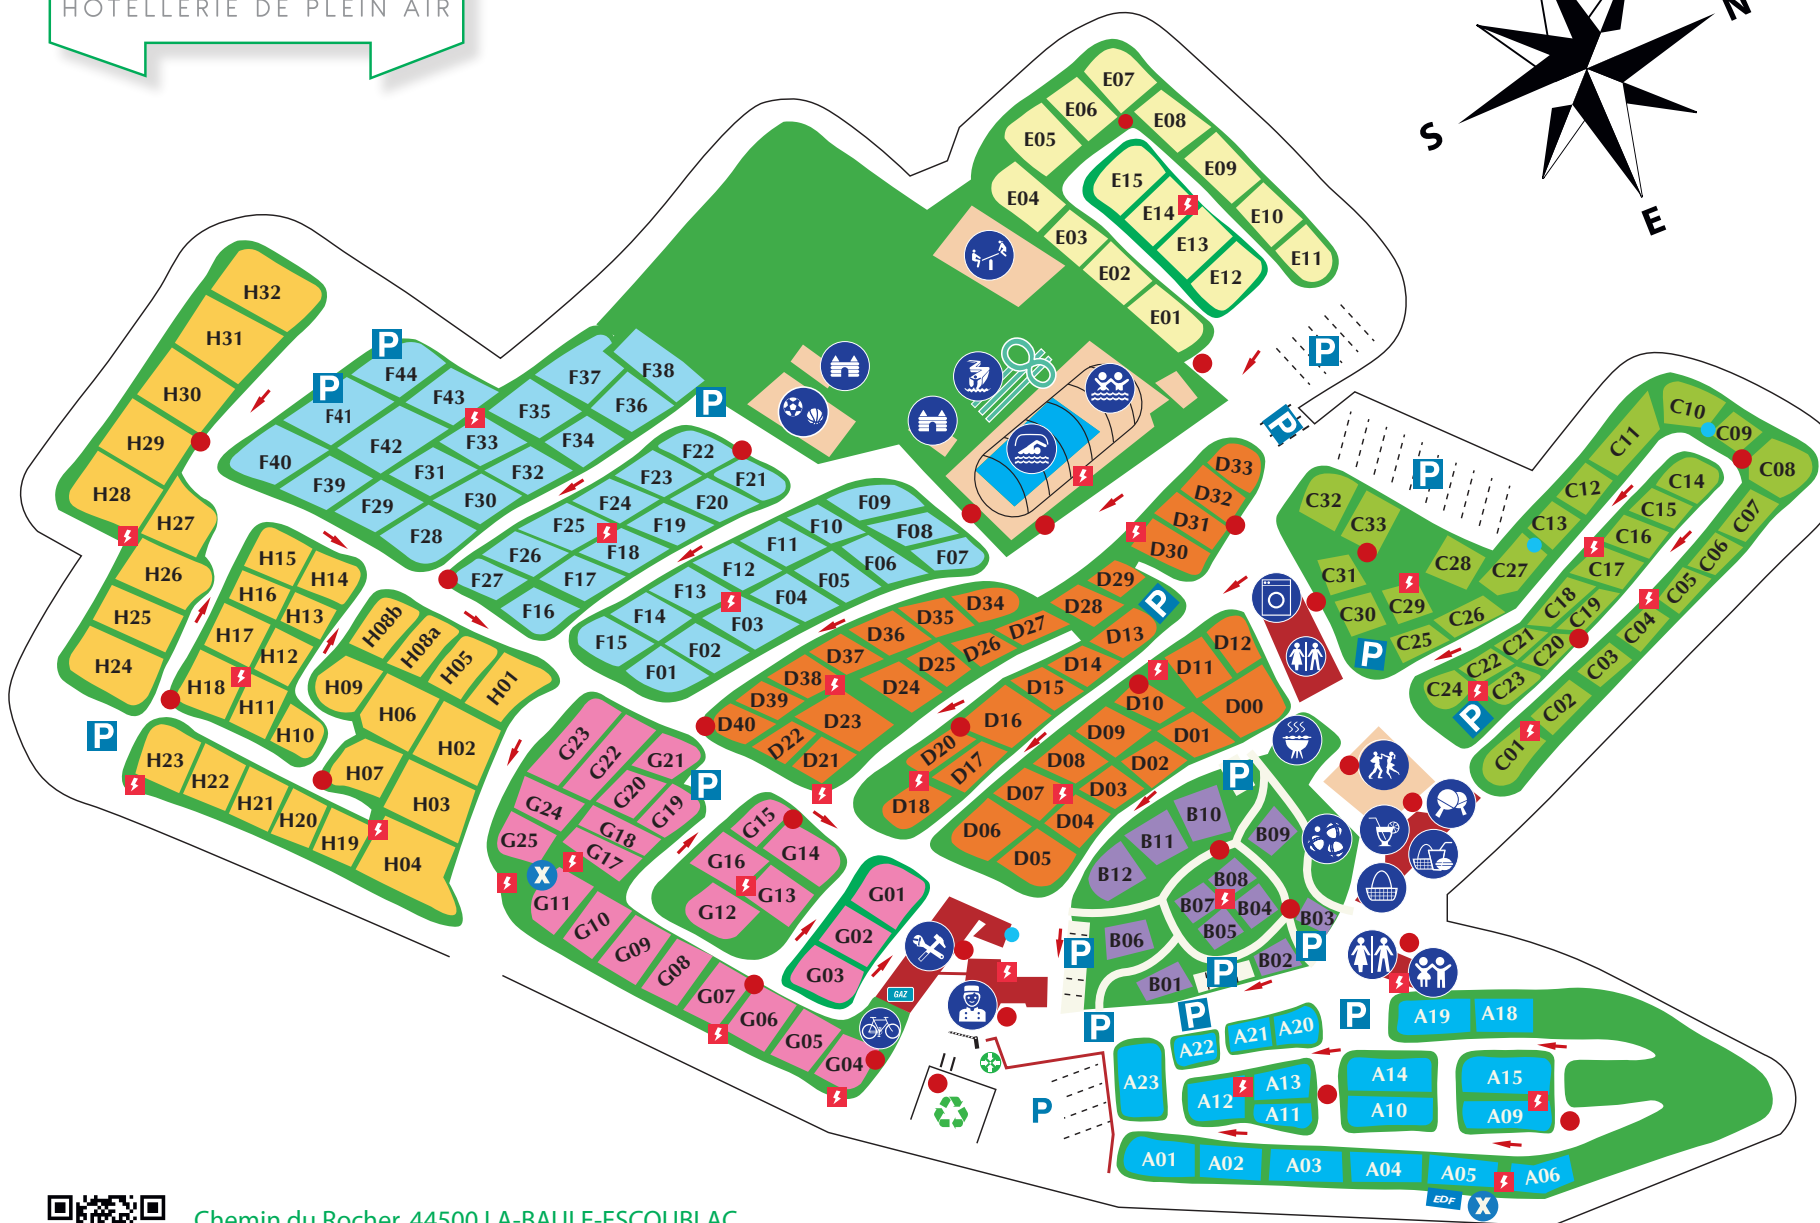 HÔTELLERIE DE PLEIN AIR
N
S
E
E07
E06
E08
E05
E09
E15
E04
E14
E10
E03
E13
E11
E02
E12
E01
H32
H31
H30
H29
H28
H27
H26
H25
H24
H15
H14
H16
H13
H17
H12
H18
H11
H10
H08b
H08a
H05
H01
H09
H06
H02
H07
H03
H04
H23
H22
H21
H20
H19
P
P
P
P
F44
F43
F41
F42
F40
F39
F37
F38
F35
F36
F33
F34
F31
F32
F29
F30
F28
F22
F21
F23
F24
F20
F25
F19
F26
F18
F27
F17
F16
F09
F10
F08
F11
F07
F12
F06
F13
F05
F14
F04
F15
F03
F02
F01
P
P
P
D33
D32
D31
D30
D29
D28
P
D34
D35
D27
D36
D26
D37
D25
D38
D24
D39
D23
D40
D22
D21
D13
D12
D14
D11
D15
D10
D00
D16
D09
D01
D20
D08
D02
D17
D07
D03
D18
D04
D06
D05
C10
C09
C11
C08
C14
C12
C15
C07
C13
C16
C06
C32
C33
C28
C27
C17
C05
C31
C29
C18
C19
C04
C30
C26
C21
C20
C03
C25
C22
C23
C24
C02
C01
P
P
G23
G22
G21
G20
G19
G24
G18
G25
G17
G15
G14
G16
G13
G12
G11
G10
G09
G08
G07
G06
G05
G04
G01
G02
G03
P
X
GAZ
B10
B09
B11
B12
B08
B07
B04
B03
B05
B06
B02
B01
P
P
P
P
P
P
P
P
A19
A18
A20
A21
A22
A23
A13
A12
A11
A14
A10
A15
A09
A01
A02
A03
A04
A05
A06
EDF
X
Chemin du Rocher, 44500 LA-BAULE-ESCOUBLAC